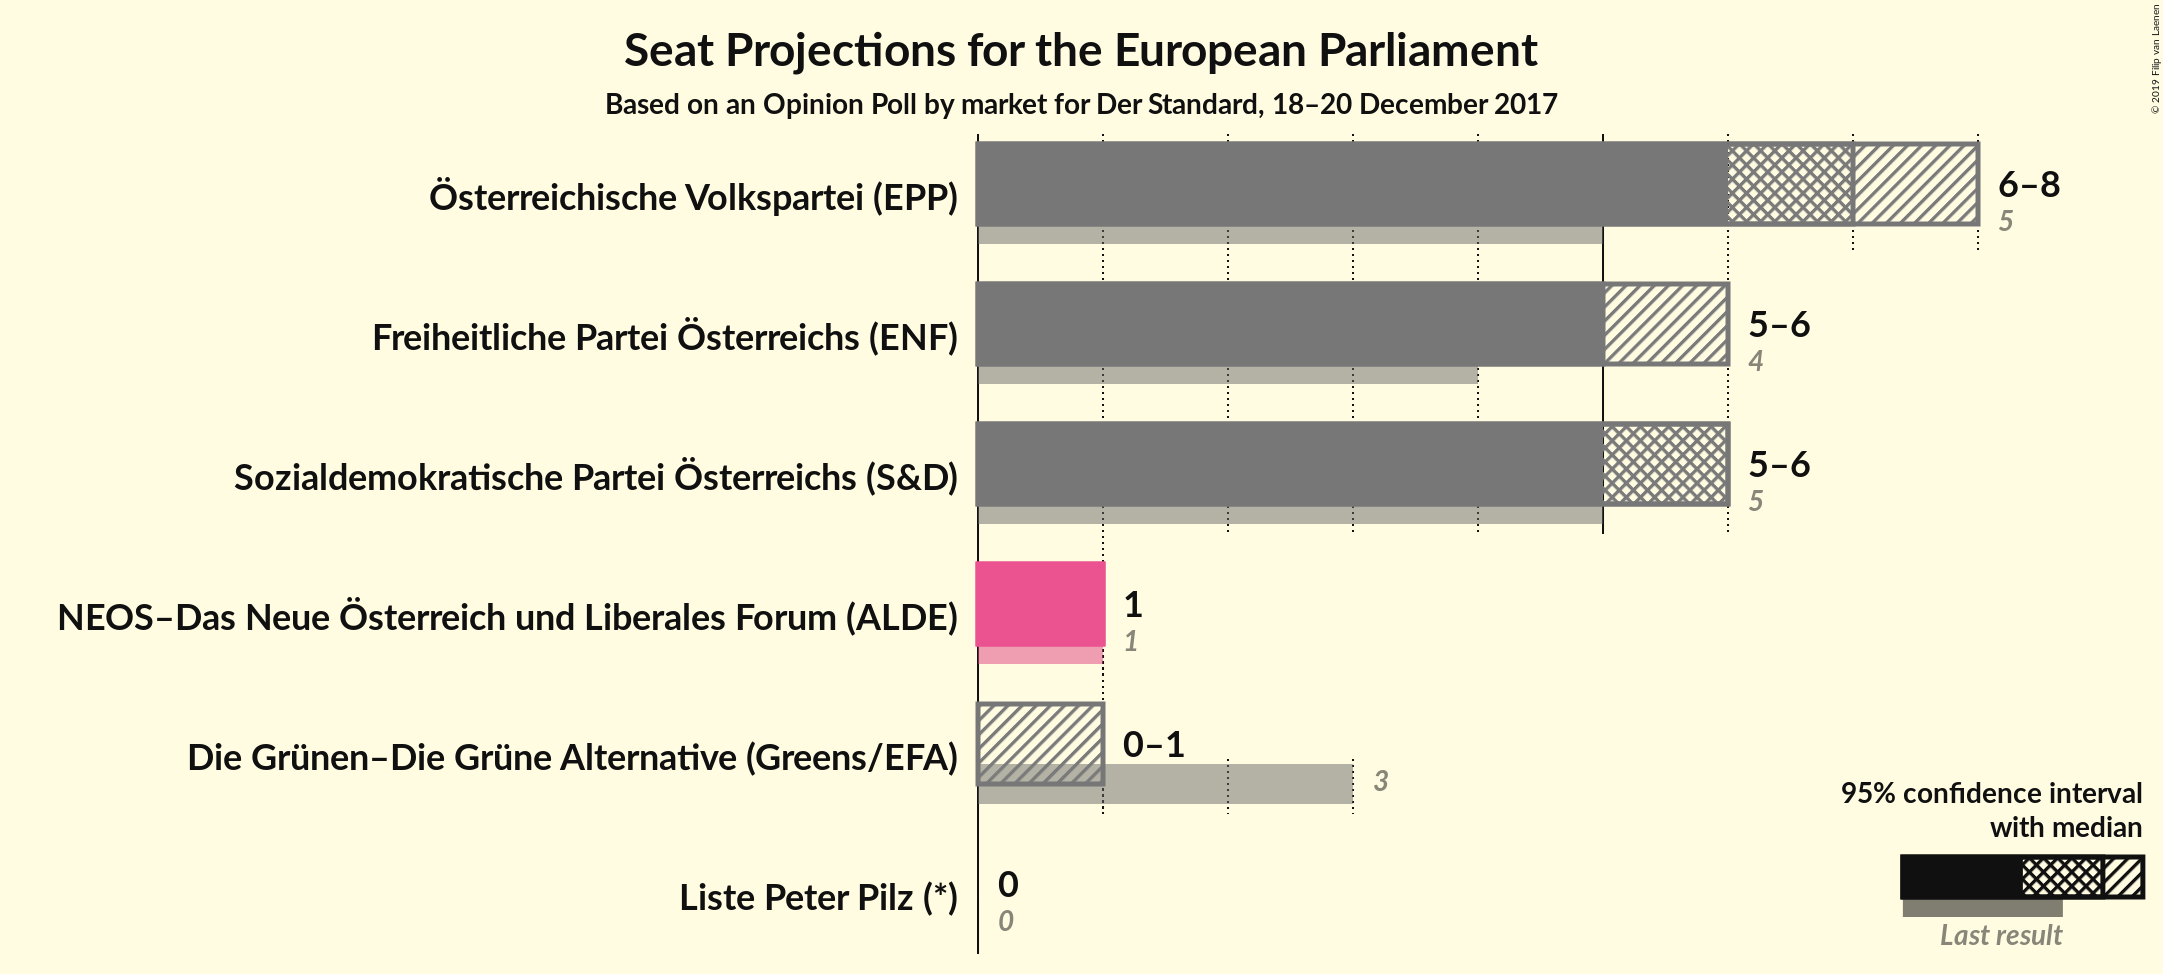 Seat Projections for the European Parliament
Based on an Opinion Poll by market for Der Standard, 18–20 December 2017
© 2019 Filip van Laenen
Österreichische Volkspartei (EPP)
6–8
5
Freiheitliche Partei Österreichs (ENF)
5–6
4
Sozialdemokratische Partei Österreichs (S&D)
5–6
5
NEOS–Das Neue Österreich und Liberales Forum (ALDE)
1
1
Die Grünen–Die Grüne Alternative (Greens/EFA)
0–1
3
Liste Peter Pilz (*)
0
0
95% confidence interval
with median
Last result